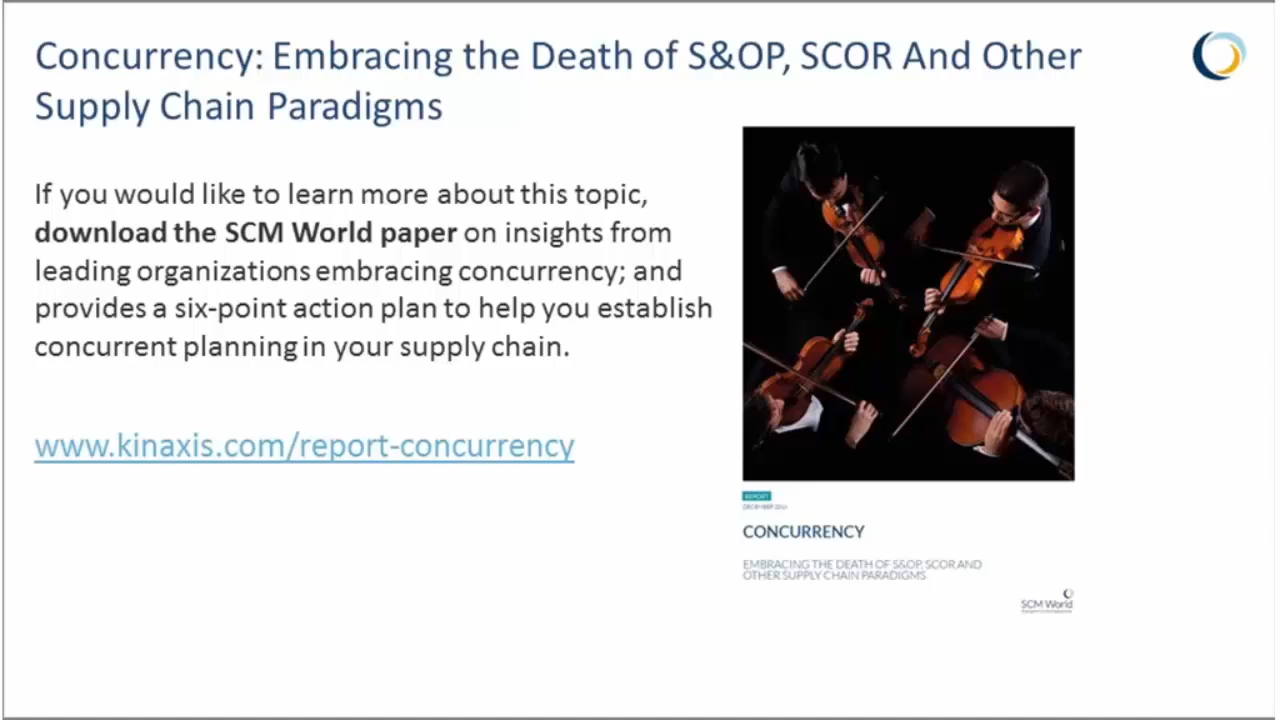 Concurrency: Embracing the Death of S&OP, SCOR And Other
Supply Chain Paradigms
If you would like to learn more about this topic,
download the SCM World paper on insights from
leading organizations embracing concurrency; and
provides a six-point action plan to help you establish
concurrent planning in your supply chain.
www.kinaxis.com/report-concurrency
REPORT
CONCURRENCY
EMBRACING THE DEATH OF S&OP, SCOR AND
OTHER SUPPLY CHAIN PARADIGMS
SCM World